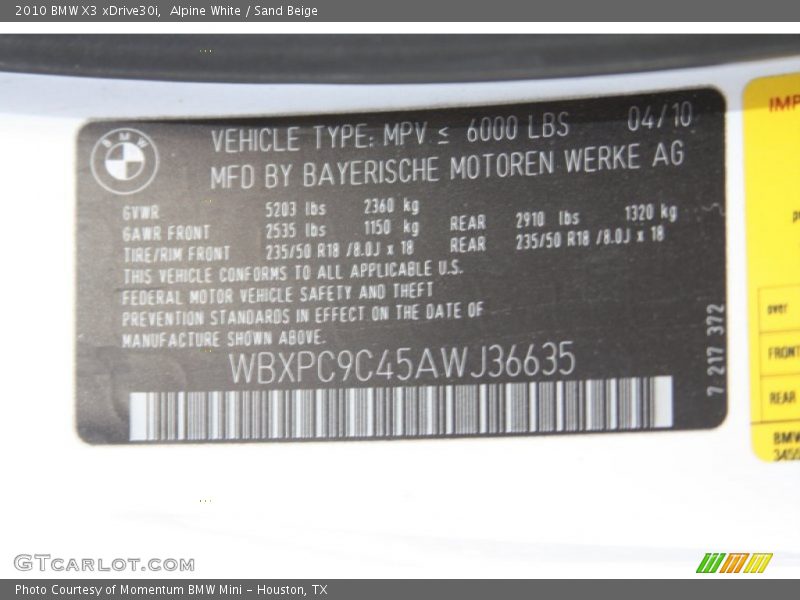 2010 BMW X3 xDrive30i,  Alpine White / Sand Beige
BMW
VEHICLE TYPE: MPV ≤ 6000 LBS 04/10
MFD BY BAYERISCHE MOTOREN WERKE AG
GVWR 5203 lbs 2360 kg
GAWR FRONT 2535 lbs 1150 kg REAR 2910 lbs 1320 kg
TIRE/RIM FRONT 235/50 R18 /8.0J x 18 REAR 235/50 R18 /8.0J x 18
THIS VEHICLE CONFORMS TO ALL APPLICABLE U.S.
FEDERAL MOTOR VEHICLE SAFETY AND THEFT
PREVENTION STANDARDS IN EFFECT ON THE DATE OF
MANUFACTURE SHOWN ABOVE.
WBXPC9C45AWJ36635
7 217 372
IMP
over
FRONT
REAR
BMW
GTCARLOT.COM
Photo Courtesy of Momentum BMW Mini - Houston, TX